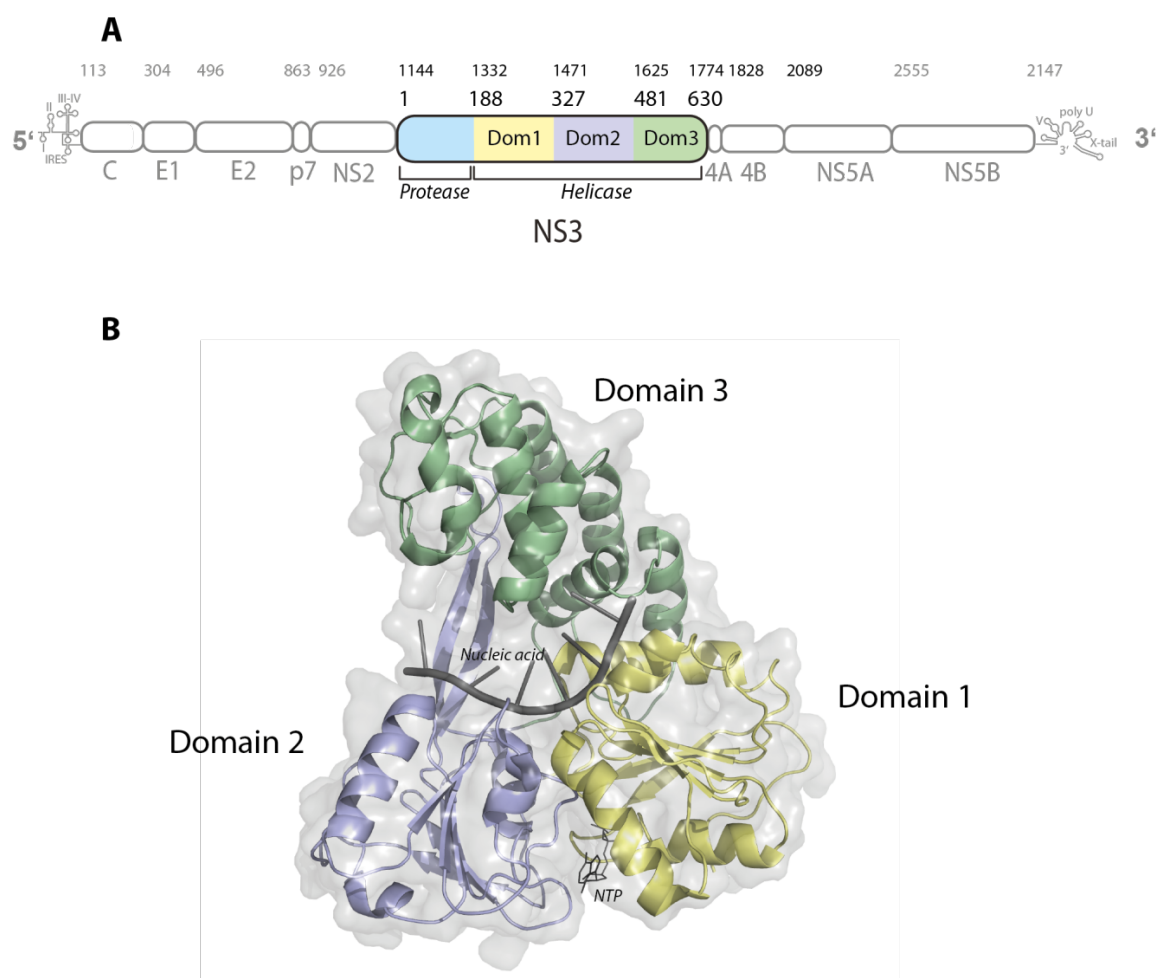 A
113 304 496 863 926 1144 1332 1471 1625 1774 1828 2089 2555 2147
1 188 327 481 630
5‘ I II III-IV IRES Dom1 Dom2 Dom3 V poly U 3' X-tail 3‘
C E1 E2 p7 NS2 4A 4B NS5A NS5B
Protease Helicase
NS3
B
Domain 3
Nucleic acid
Domain 1
Domain 2
NTP